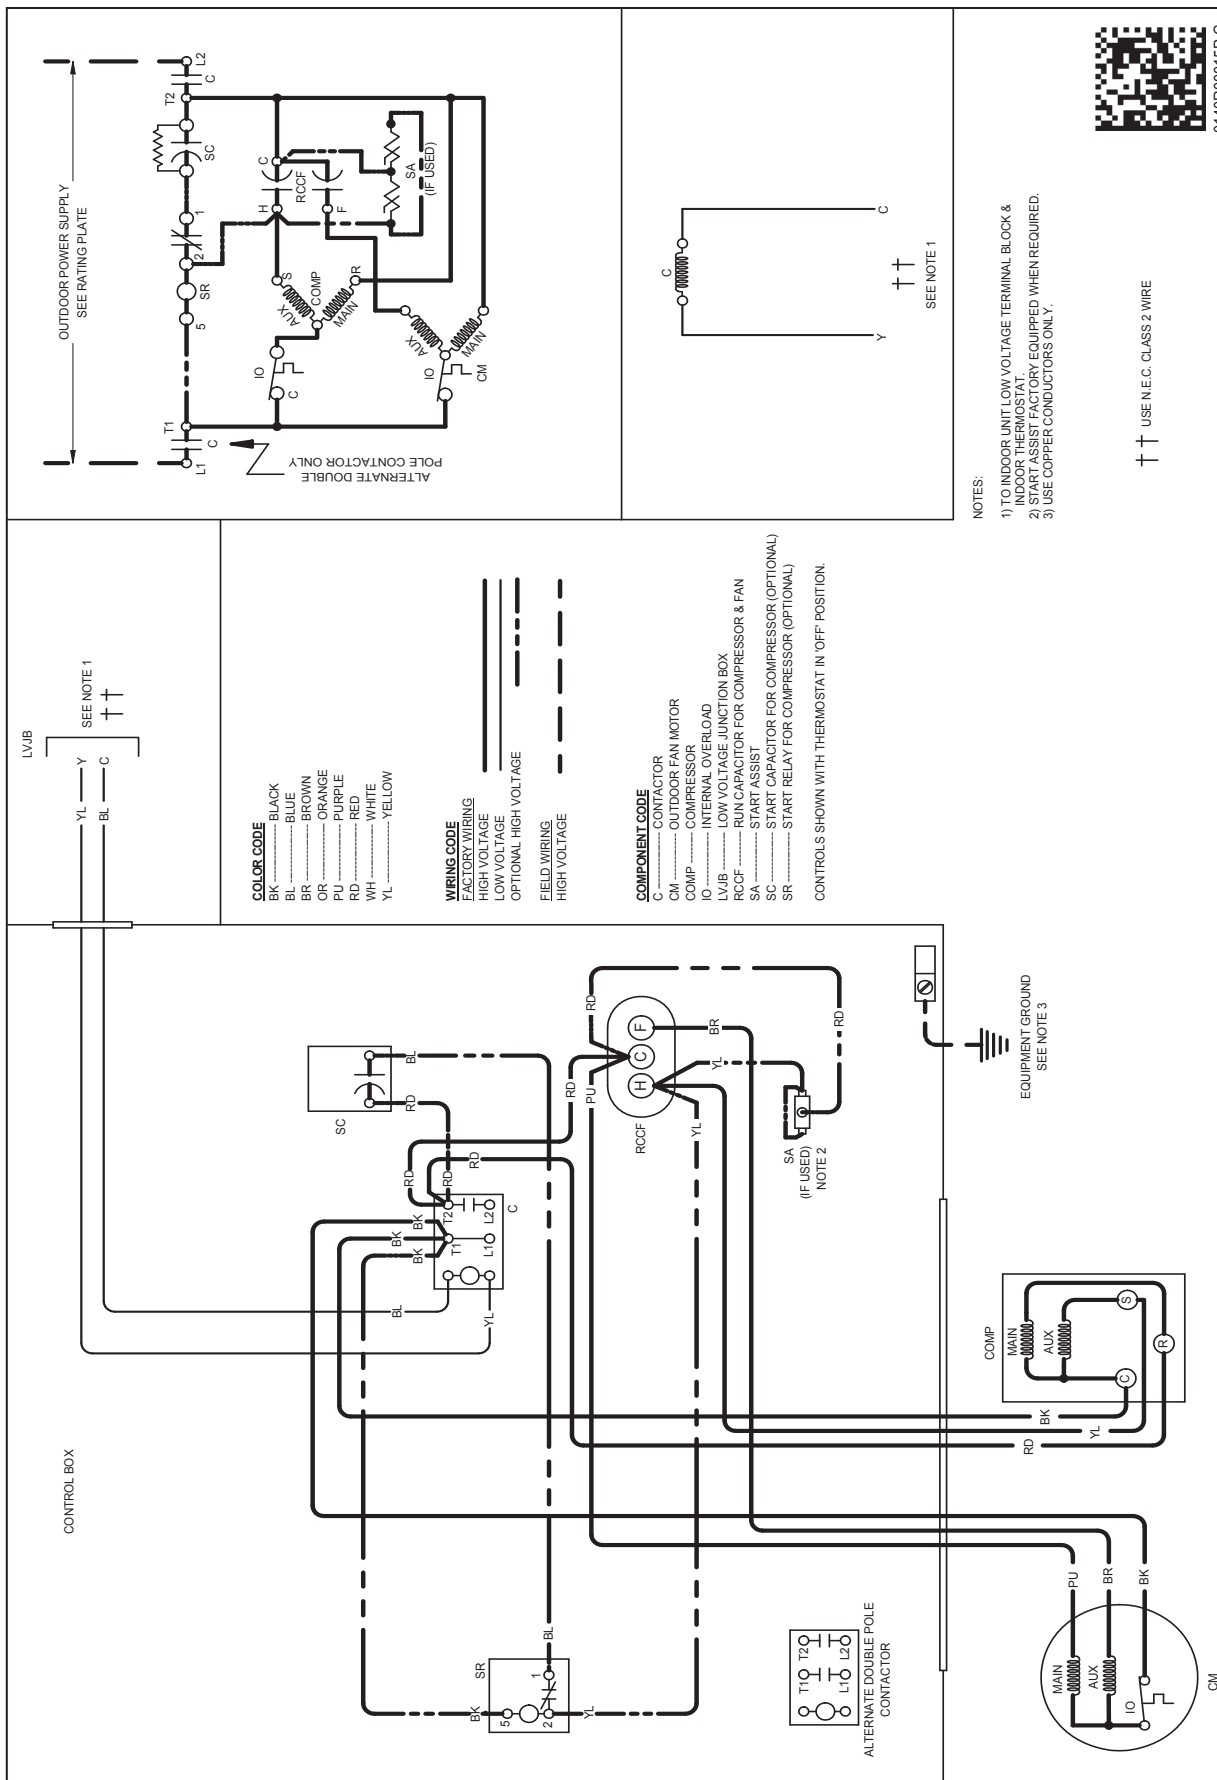 OUTDOOR POWER SUPPLY
SEE RATING PLATE
L1
C
T1
5
SR
2
1
SC
T2
C
L2
ALTERNATE DOUBLE
POLE CONTACTOR ONLY
C
IO
AUX
S
COMP
MAIN
R
H
C
RCCF
F
SA
(IF USED)
IO
CM
AUX
MAIN
C
Y
C
SEE NOTE 1
NOTES:
1) TO INDOOR UNIT LOW VOLTAGE TERMINAL BLOCK &
INDOOR THERMOSTAT.
2) START ASSIST FACTORY EQUIPPED WHEN REQUIRED.
3) USE COPPER CONDUCTORS ONLY.
†† USE N.E.C. CLASS 2 WIRE
LVJB
SEE NOTE 1
††
YL
Y
BL
C
COLOR CODE
BK ---------- BLACK
BL ---------- BLUE
BR ---------- BROWN
OR ---------- ORANGE
PU ---------- PURPLE
RD ---------- RED
WH ---------- WHITE
YL ---------- YELLOW
WIRING CODE
FACTORY WIRING
HIGH VOLTAGE
LOW VOLTAGE
OPTIONAL HIGH VOLTAGE
FIELD WIRING
HIGH VOLTAGE
COMPONENT CODE
C ---------- CONTACTOR
CM ---------- OUTDOOR FAN MOTOR
COMP ---------- COMPRESSOR
IO ---------- INTERNAL OVERLOAD
LVJB ---------- LOW VOLTAGE JUNCTION BOX
RCCF ---------- RUN CAPACITOR FOR COMPRESSOR & FAN
SA ---------- START ASSIST
SC ---------- START CAPACITOR FOR COMPRESSOR (OPTIONAL)
SR ---------- START RELAY FOR COMPRESSOR (OPTIONAL)
CONTROLS SHOWN WITH THERMOSTAT IN 'OFF' POSITION.
CONTROL BOX
SC
RD
BL
BK
BK
BK
RD
RD
RD
RD
T2
L2
T1
L1
C
BL
YL
RD
PU
RD
H
C
F
RCCF
YL
YL
BR
RD
SA
(IF USED)
NOTE 2
SR
BK
5
2
1
BL
YL
ALTERNATE DOUBLE POLE
CONTACTOR
T1
L1
T2
L2
EQUIPMENT GROUND
SEE NOTE 3
COMP
MAIN
AUX
C
S
R
BK
YL
RD
PU
BR
BK
MAIN
AUX
IO
CM